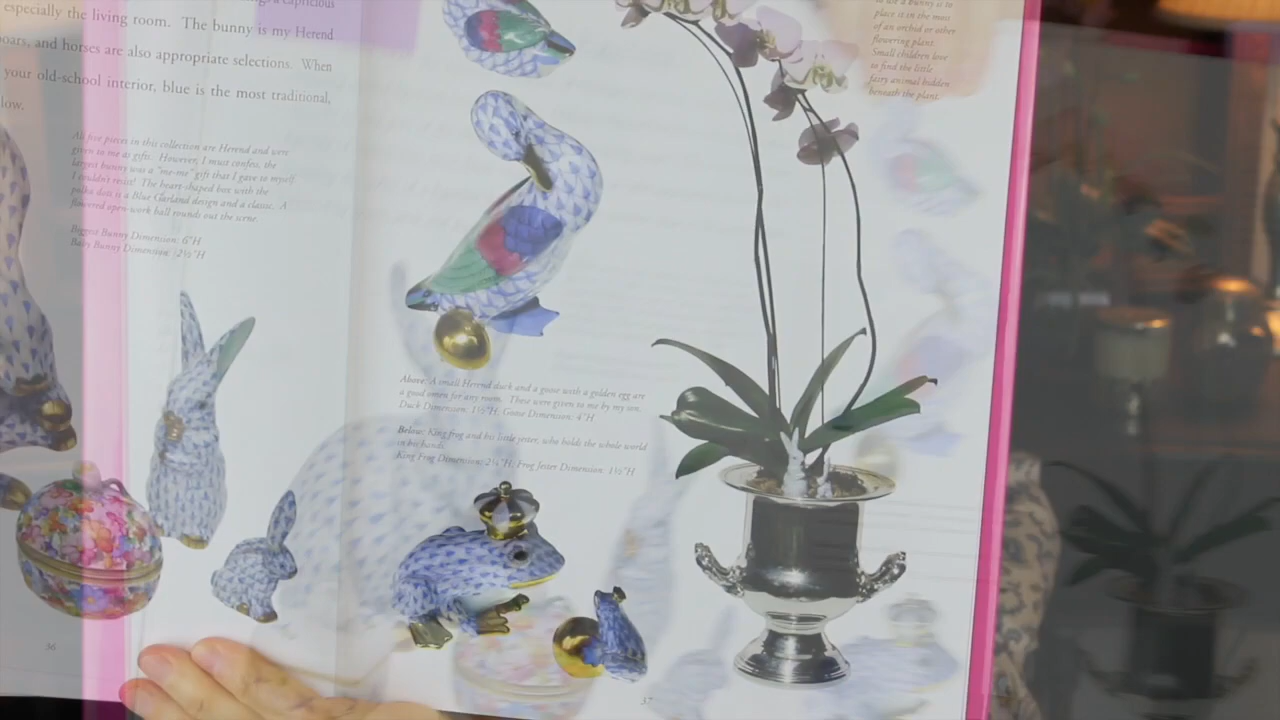 especially the living room. The bunny is my Herend
oars, and horses are also appropriate selections. When
your old-school interior, blue is the most traditional,
low.
All five pieces in this collection are Herend and were
given to me as gifts. However, I must confess, the
largest bunny was a "me-me" gift that I gave to myself.
I couldn't resist! The heart-shaped box with the
polka dots is a Blue Garland design and a classic. A
flowered open-work ball rounds out the scene.
Biggest Bunny Dimension: 6"H
Baby Bunny Dimension: 2½"H
36
place it in the moss
of an orchid or other
flowering plant.
Small children love
to find the little
fairy animal hidden
beneath the plant.
Above: A small Herend duck and a goose with a golden egg are
a good omen for any room. These were given to me by my son.
Duck Dimension: 1½"H, Goose Dimension: 4"H
Below: King frog and his little jester, who holds the whole world
in his hands.
King Frog Dimension: 2¼"H, Frog Jester Dimension: 1½"H
37